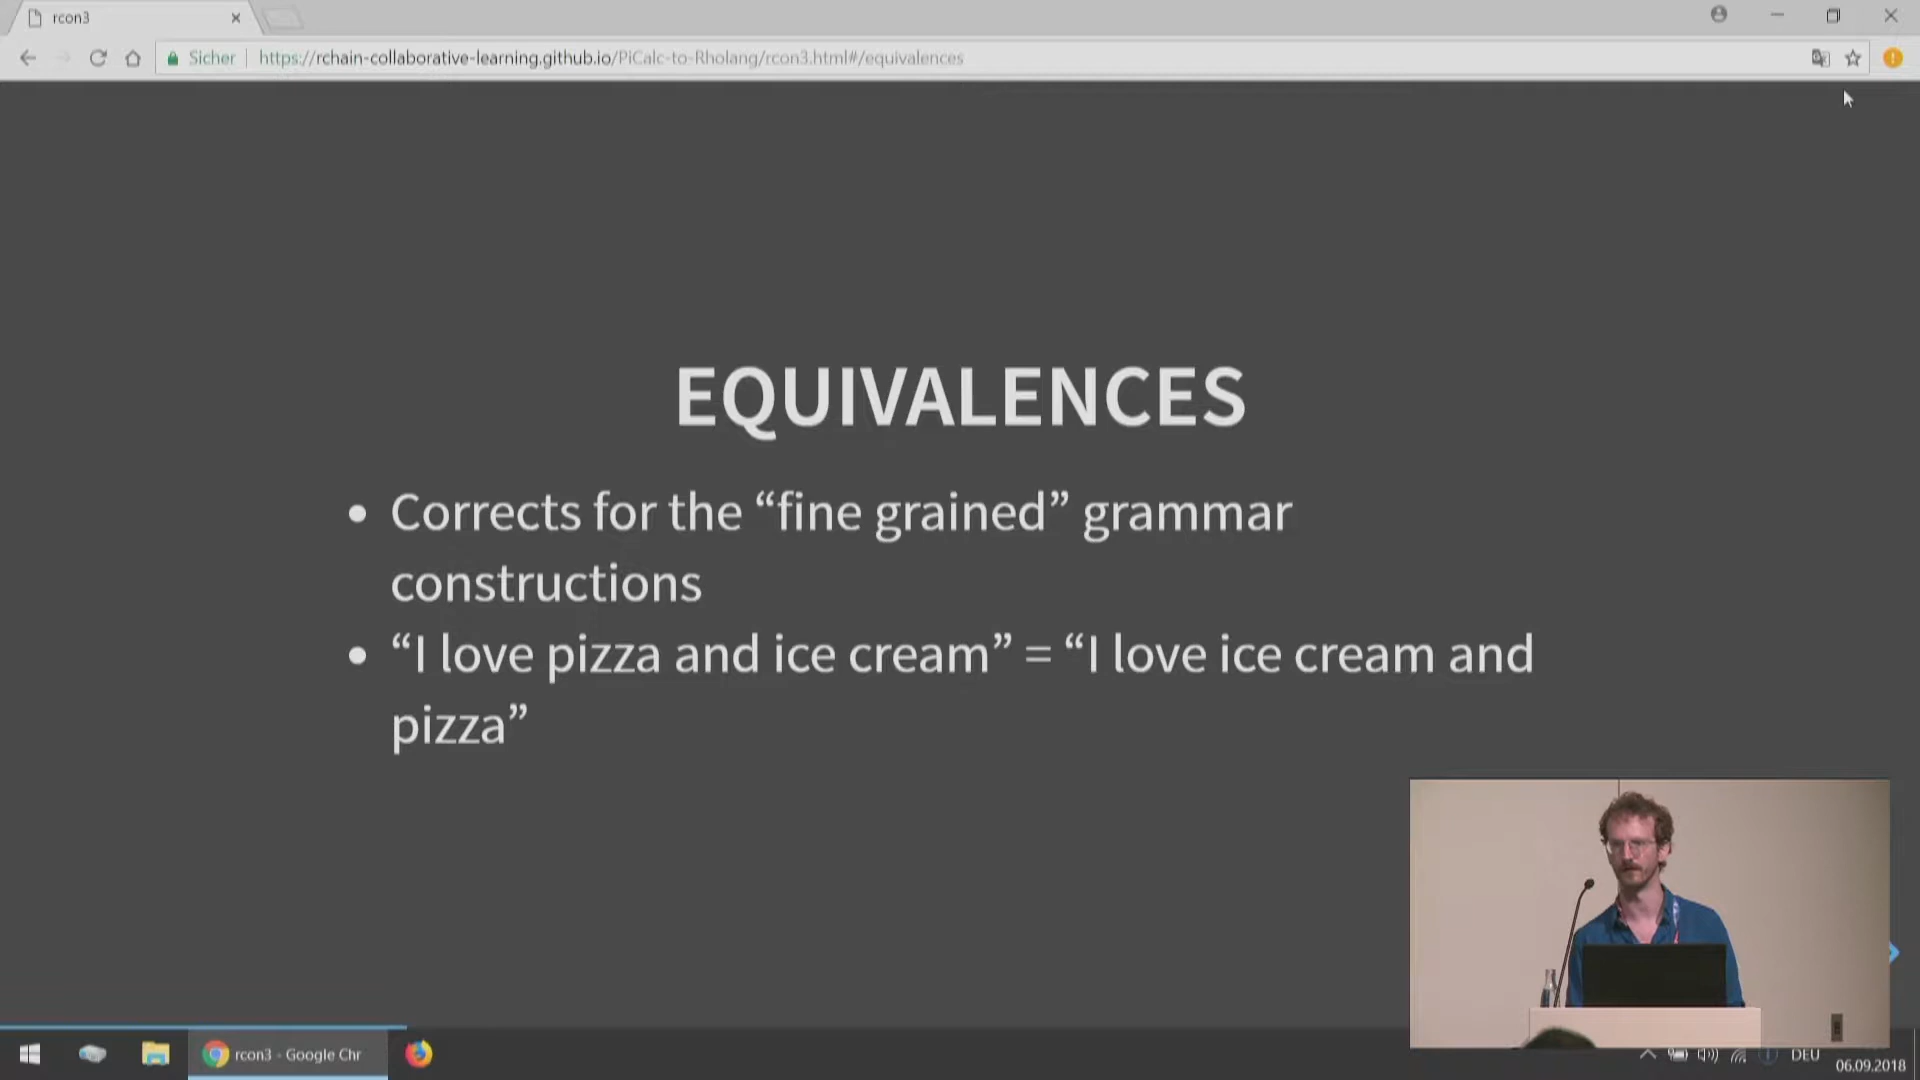 rcon3
Sicher
https://rchain-collaborative-learning.github.io/PiCalc-to-Rholang/rcon3.html#/equivalences
EQUIVALENCES
• Corrects for the “fine grained” grammar
constructions
• “I love pizza and ice cream” = “I love ice cream and
pizza”
rcon3 - Google Chr
DEU
06.09.2018